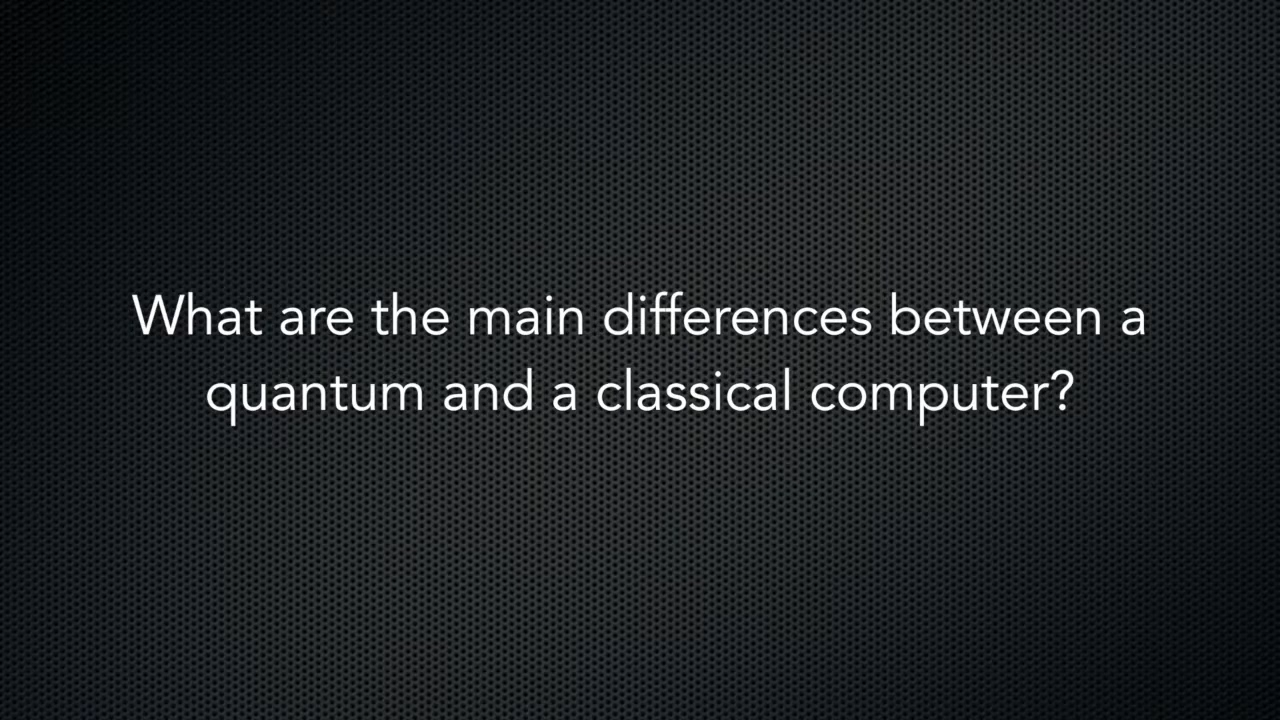 What are the main differences between a
quantum and a classical computer?